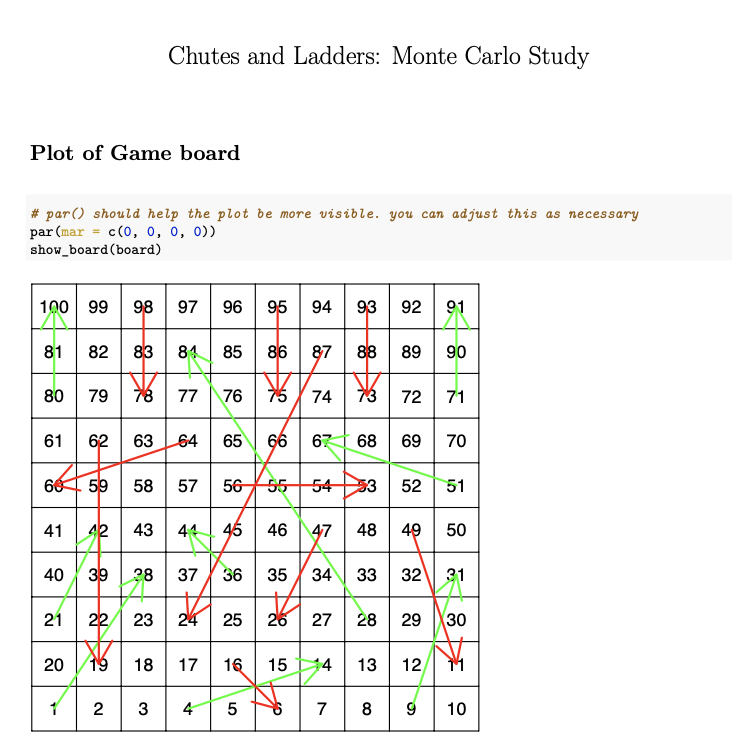 Chutes and Ladders: Monte Carlo Study
Plot of Game board
# par() should help the plot be more visible. you can adjust this as necessary
par(mar = c(0, 0, 0, 0))
show_board(board)
100 99 98 97 96 95 94 93 92 91
81 82 83 84 85 86 87 88 89 90
80 79 78 77 76 75 74 73 72 71
61 62 63 64 65 66 67 68 69 70
60 59 58 57 56 55 54 53 52 51
41 42 43 44 45 46 47 48 49 50
40 39 38 37 36 35 34 33 32 31
21 22 23 24 25 26 27 28 29 30
20 19 18 17 16 15 14 13 12 11
1 2 3 4 5 6 7 8 9 10